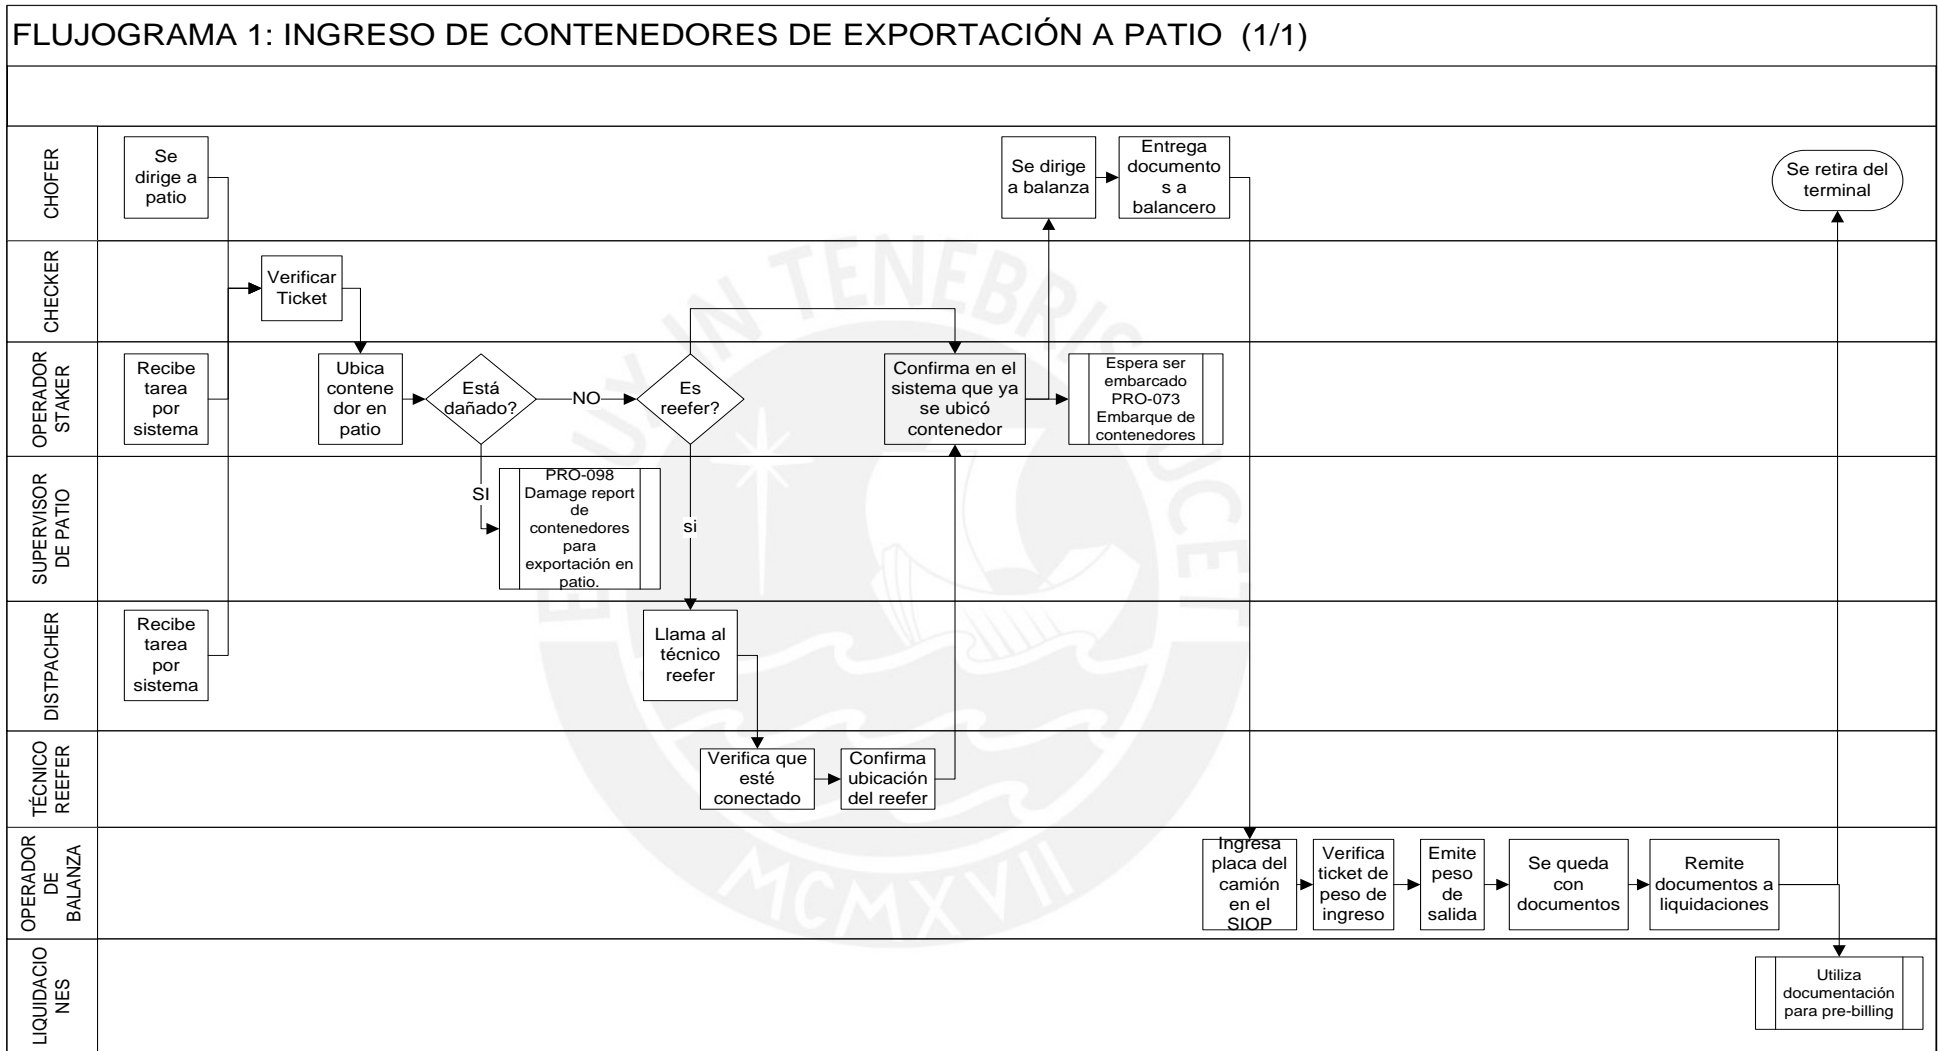 FLUJOGRAMA 1: INGRESO DE CONTENEDORES DE EXPORTACIÓN A PATIO (1/1)
CHOFER
Se
dirige a
patio
Se dirige
a balanza
Entrega
documento
s a
balancero
Se retira del
terminal
CHECKER
Verificar
Ticket
OPERADOR
STAKER
Recibe
tarea
por
sistema
Ubica
contene
dor en
patio
Está
dañado?
NO
Es
reefer?
Confirma en el
sistema que ya
se ubicó
contenedor
Espera ser
embarcado
PRO-073
Embarque de
contenedores
SUPERVISOR
DE PATIO
SI
PRO-098
Damage report
de
contenedores
para
exportación en
patio.
si
DISTPACHER
Recibe
tarea
por
sistema
Llama al
técnico
reefer
TÉCNICO
REEFER
Verifica que
esté
conectado
Confirma
ubicación
del reefer
OPERADOR
DE
BALANZA
Ingresa
placa del
camión
en el
SIOP
Verifica
ticket de
peso de
ingreso
Emite
peso
de
salida
Se queda
con
documentos
Remite
documentos a
liquidaciones
LIQUIDACIO
NES
Utiliza
documentación
para pre-billing
ET LUX IN TENEBRIS LUCET
MCMXVII